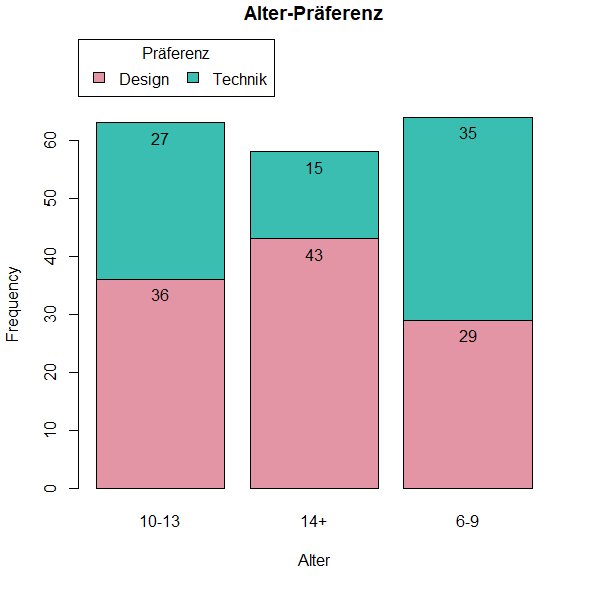 Alter-Präferenz
Präferenz
Design Technik
27 15 35
36 43 29
Frequency
0 10 20 30 40 50 60
10-13 14+ 6-9
Alter